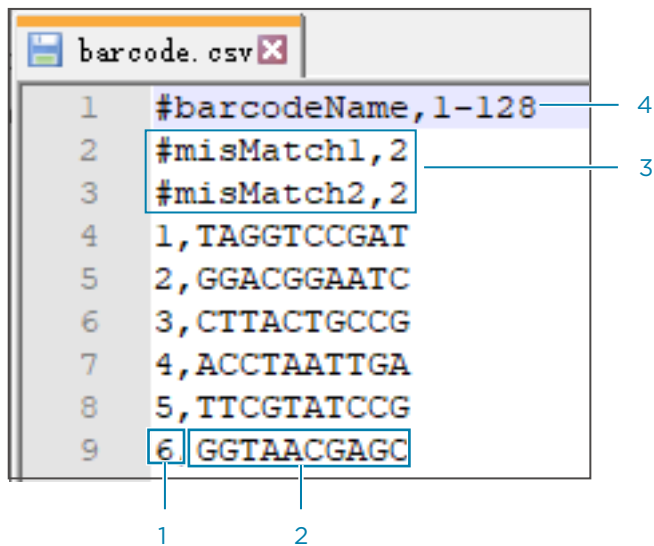 barcode.csv
1 #barcodeName,1-128 4
2 #misMatch1,2
3
3 #misMatch2,2
4 1,TAGGTCCGAT
5 2,GGACGGAATC
6 3,CTTACTGCCG
7 4,ACCTAATTGA
8 5,TTCGTATCCG
9 6,GGTAACGAGC
1 2